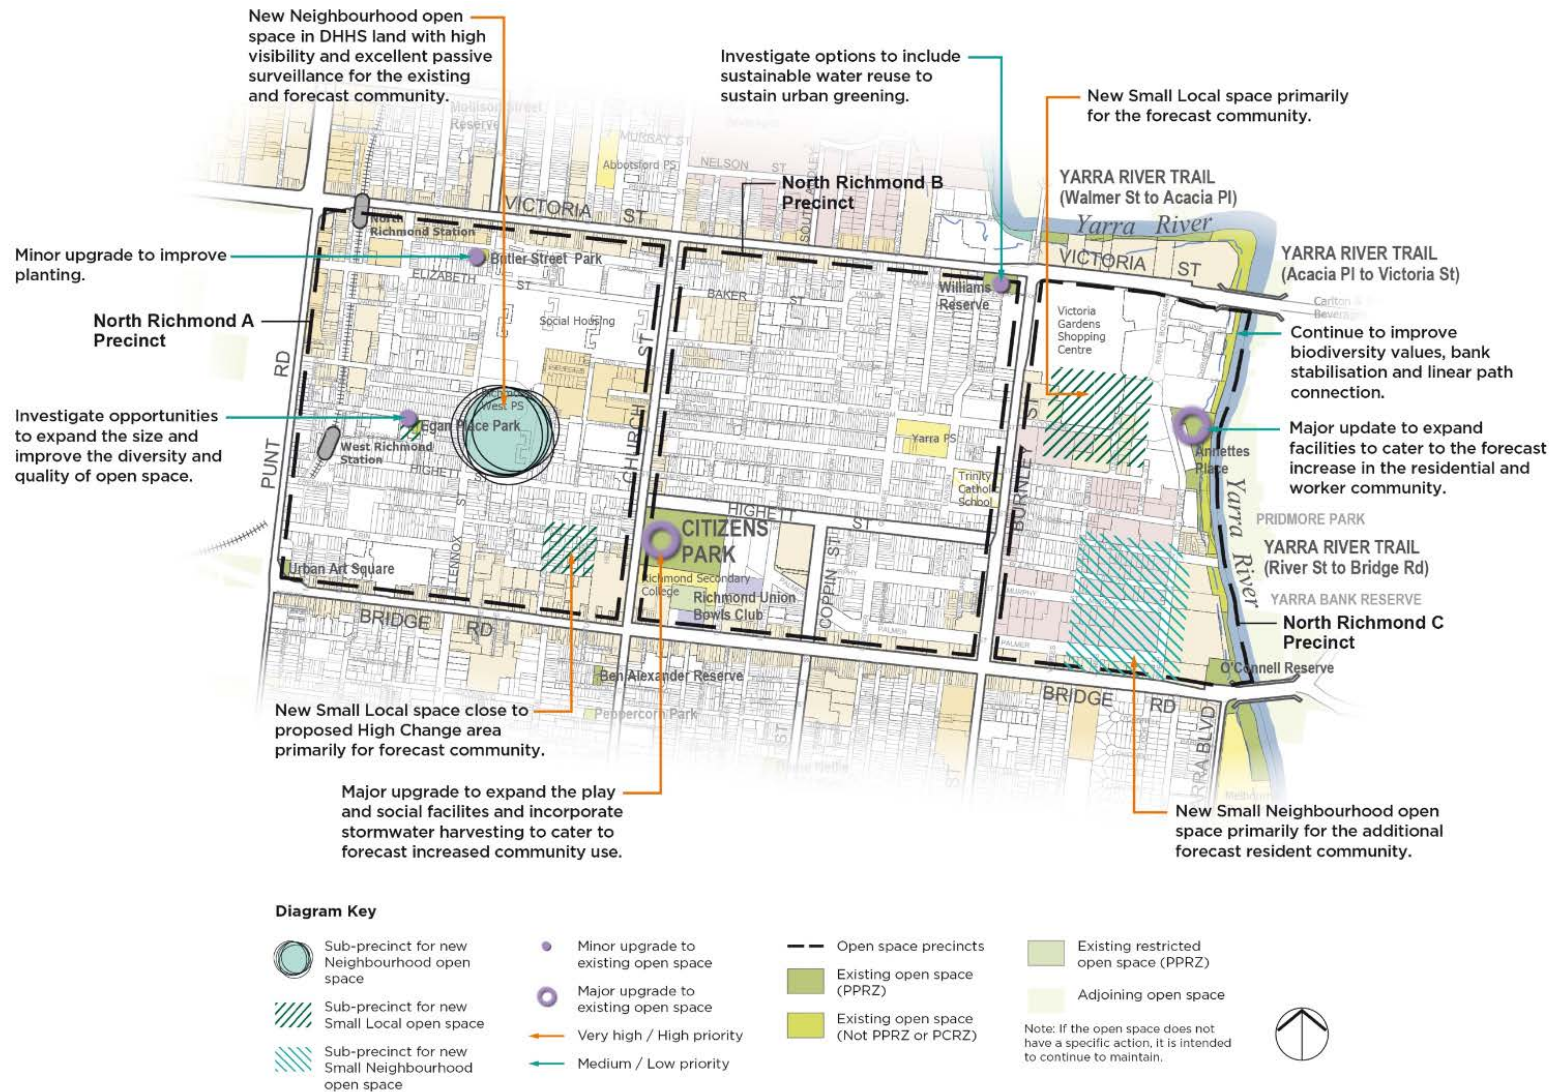 New Neighbourhood open
space in DHHS land with high
visibility and excellent passive
surveillance for the existing
and forecast community.
Investigate options to include
sustainable water reuse to
sustain urban greening.
New Small Local space primarily
for the forecast community.
Reserve
MURRAY ST
Abbotsford PS
NELSON ST
North Richmond B
Precinct
YARRA RIVER TRAIL
(Walmer St to Acacia Pl)
Yarra River
VICTORIA ST
North
Richmond Station
VICTORIA ST
YARRA RIVER TRAIL
(Acacia Pl to Victoria St)
Minor upgrade to improve
planting.
Butler Street Park
ELIZABETH ST
Williams
Reserve
BAKER ST
Social Housing
Victoria
Gardens
Shopping
Centre
North Richmond A
Precinct
Continue to improve
biodiversity values, bank
stabilisation and linear path
connection.
PUNT RD
CHURCH ST
BURNLEY ST
West PS
Investigate opportunities
to expand the size and
improve the diversity and
quality of open space.
Egan Place Park
West Richmond
Station
HIGHETT ST
Yarra PS
Trinity
Catholic
School
Annettes
Place
Major update to expand
facilities to cater to the forecast
increase in the residential and
worker community.
Yarra River
HIGHETT ST
CITIZENS
PARK
COPPIN ST
PRIDMORE PARK
YARRA RIVER TRAIL
(River St to Bridge Rd)
LENNOX
Urban Art Square
Richmond Secondary
College
Richmond Union
Bowls Club
PALMER
MURPHY
PALMER
YARRA BANK RESERVE
North Richmond C
Precinct
BRIDGE RD
O'Connell Reserve
Ben Alexander Reserve
BRIDGE RD
Peppercorn Park
ST
ST
New Small Local space close to
proposed High Change area
primarily for forecast community.
Major upgrade to expand the play
and social facilites and incorporate
stormwater harvesting to cater to
forecast increased community use.
New Small Neighbourhood open
space primarily for the additional
forecast resident community.
Diagram Key
Sub-precinct for new
Neighbourhood open
space
Sub-precinct for new
Small Local open space
Sub-precinct for new
Small Neighbourhood
open space
Minor upgrade to
existing open space
Major upgrade to
existing open space
Very high / High priority
Medium / Low priority
Open space precincts
Existing open space
(PPRZ)
Existing open space
(Not PPRZ or PCRZ)
Existing restricted
open space (PPRZ)
Adjoining open space
Note: If the open space does not
have a specific action, it is intended
to continue to maintain.